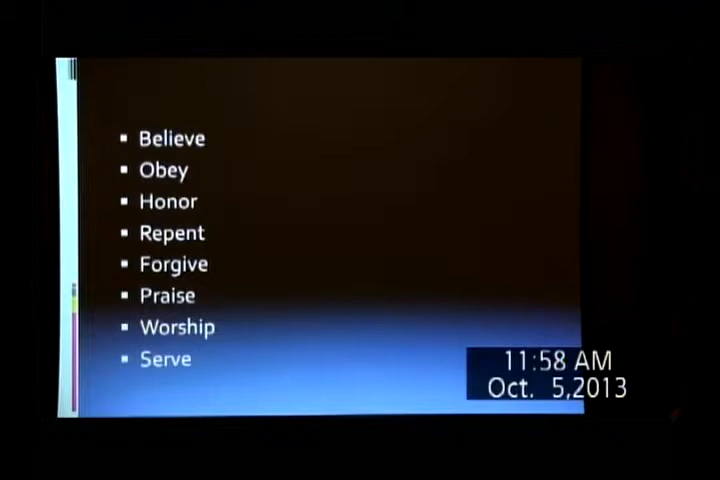 ▪ Believe
▪ Obey
▪ Honor
▪ Repent
▪ Forgive
▪ Praise
▪ Worship
▪ Serve
11:58 AM
Oct. 5,2013